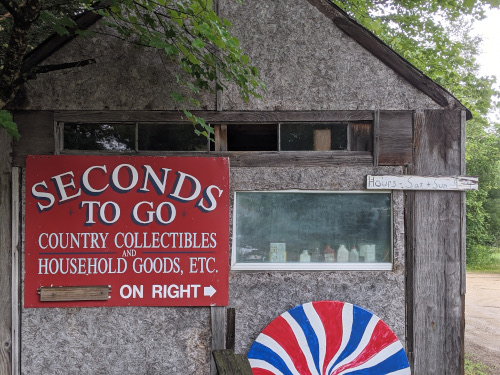 SECONDS
TO GO
COUNTRY COLLECTIBLES
AND
HOUSEHOLD GOODS, ETC.
ON RIGHT
Hours - Sat + Sun